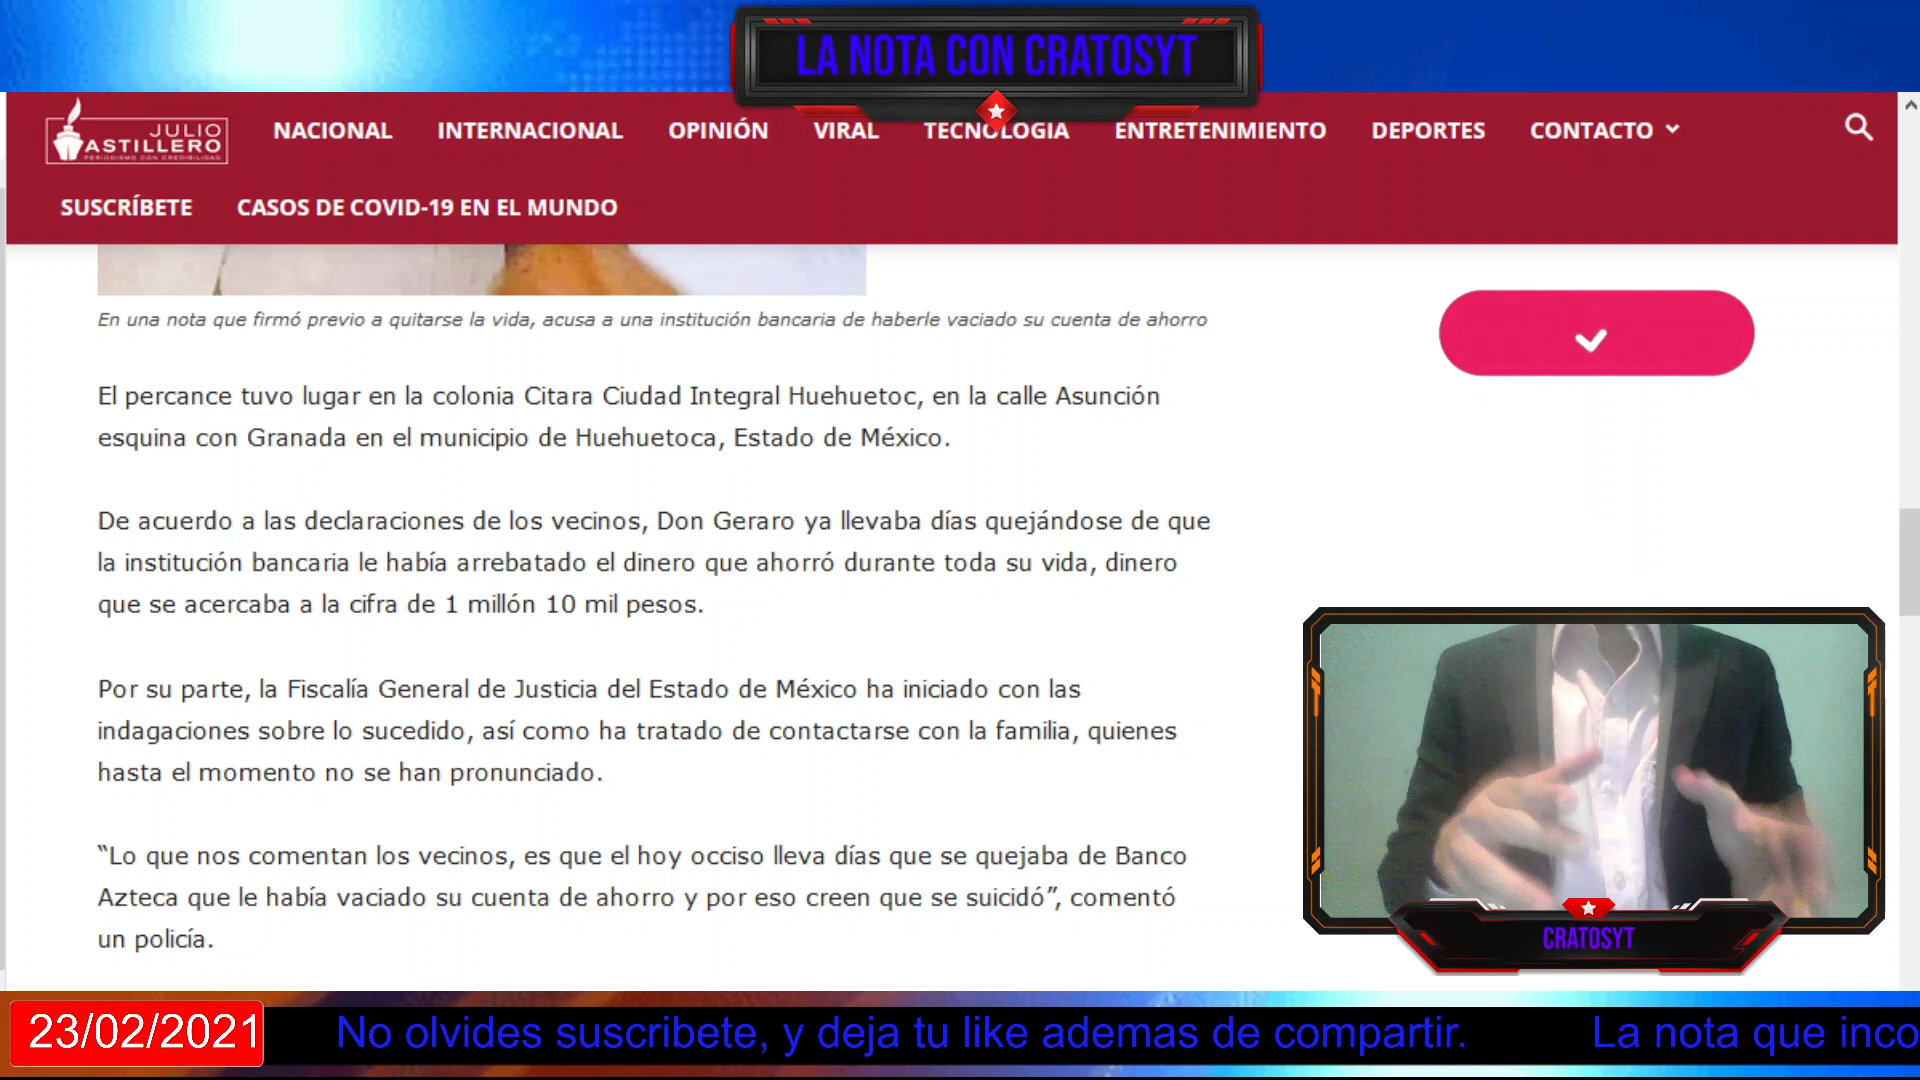 LA NOTA CON CRATOSYT
JULIO
ASTILLERO
PERIODISMO CON CREDIBILIDAD
NACIONAL INTERNACIONAL OPINIÓN VIRAL TECNOLOGIA ENTRETENIMIENTO DEPORTES CONTACTO
SUSCRÍBETE CASOS DE COVID-19 EN EL MUNDO
En una nota que firmó previo a quitarse la vida, acusa a una institución bancaria de haberle vaciado su cuenta de ahorro
El percance tuvo lugar en la colonia Citara Ciudad Integral Huehuetoc, en la calle Asunción
esquina con Granada en el municipio de Huehuetoca, Estado de México.
De acuerdo a las declaraciones de los vecinos, Don Geraro ya llevaba días quejándose de que
la institución bancaria le había arrebatado el dinero que ahorró durante toda su vida, dinero
que se acercaba a la cifra de 1 millón 10 mil pesos.
Por su parte, la Fiscalía General de Justicia del Estado de México ha iniciado con las
indagaciones sobre lo sucedido, así como ha tratado de contactarse con la familia, quienes
hasta el momento no se han pronunciado.
“Lo que nos comentan los vecinos, es que el hoy occiso lleva días que se quejaba de Banco
Azteca que le había vaciado su cuenta de ahorro y por eso creen que se suicidó”, comentó
un policía.
CRATOSYT
23/02/2021 No olvides suscribete, y deja tu like ademas de compartir. La nota que inco